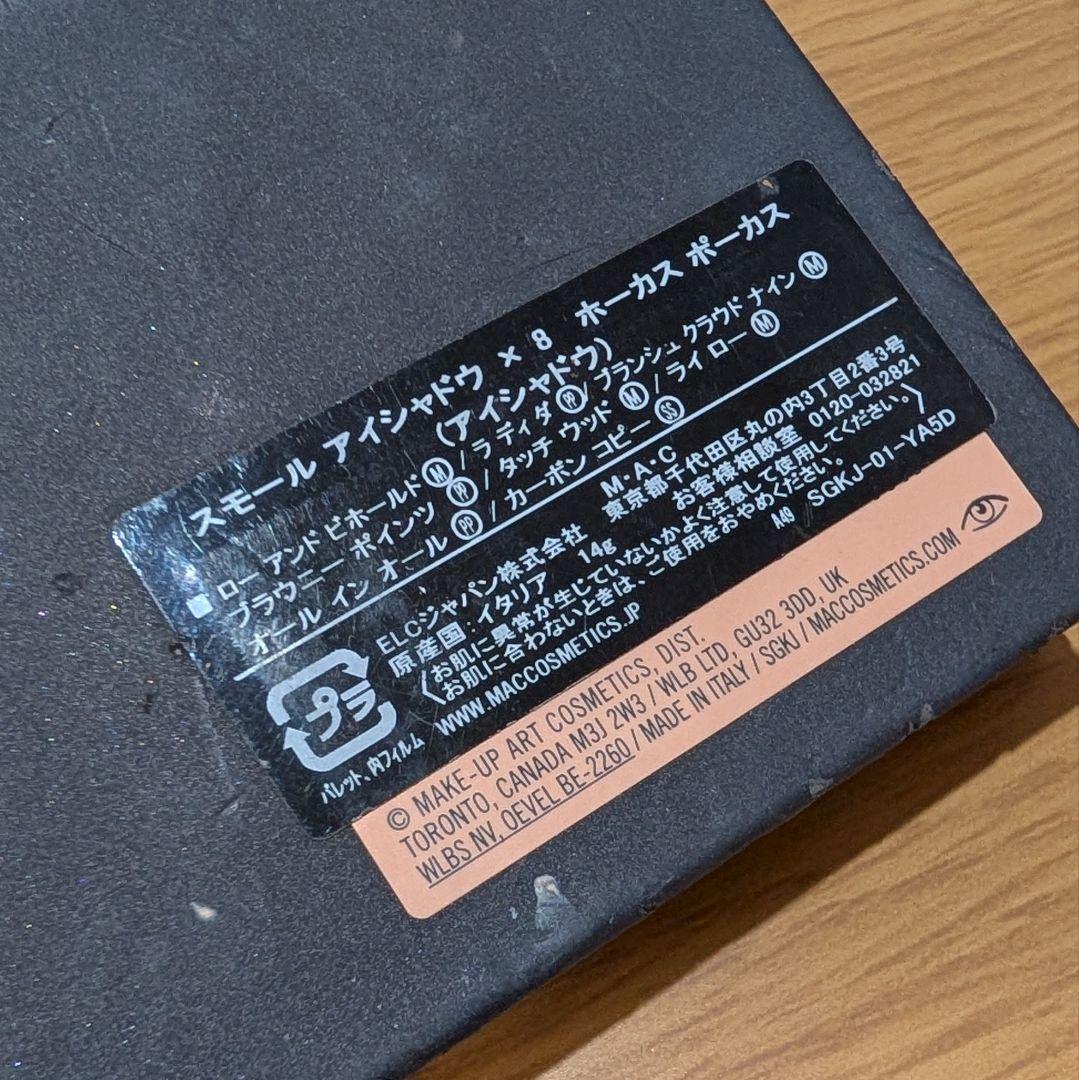 スモール アイシャドウ × 8 ホーカス ポーカス
(アイシャドウ)
ロー アンド ビホールド Ⓜ / ラ ディダ PP / ブランシュ クラウド ナイン Ⓜ
ブラウニー ポインツ PP / タッチ ウッド Ⓜ / ライ ロー Ⓜ
オール イン オール PP / カーボン コピー SS
ELCジャパン株式会社 M・A・C
東京都千代田区丸の内3丁目2番3号
原産国:イタリア 14g お客様相談室 0120-032821
〈お肌に異常が生じていないかよく注意して使用してください。
お肌に合わないときは、ご使用をおやめください。〉
WWW.MACCOSMETICS.JP A49 SGKJ-01-YA5D
プラ
パレット、内フィルム
© MAKE-UP ART COSMETICS, DIST.
TORONTO, CANADA M3J 2W3 / WLB LTD, GU32 3DD, UK
WLBS NV, OEVEL BE-2260 / MADE IN ITALY / SGKJ / MACCOSMETICS.COM